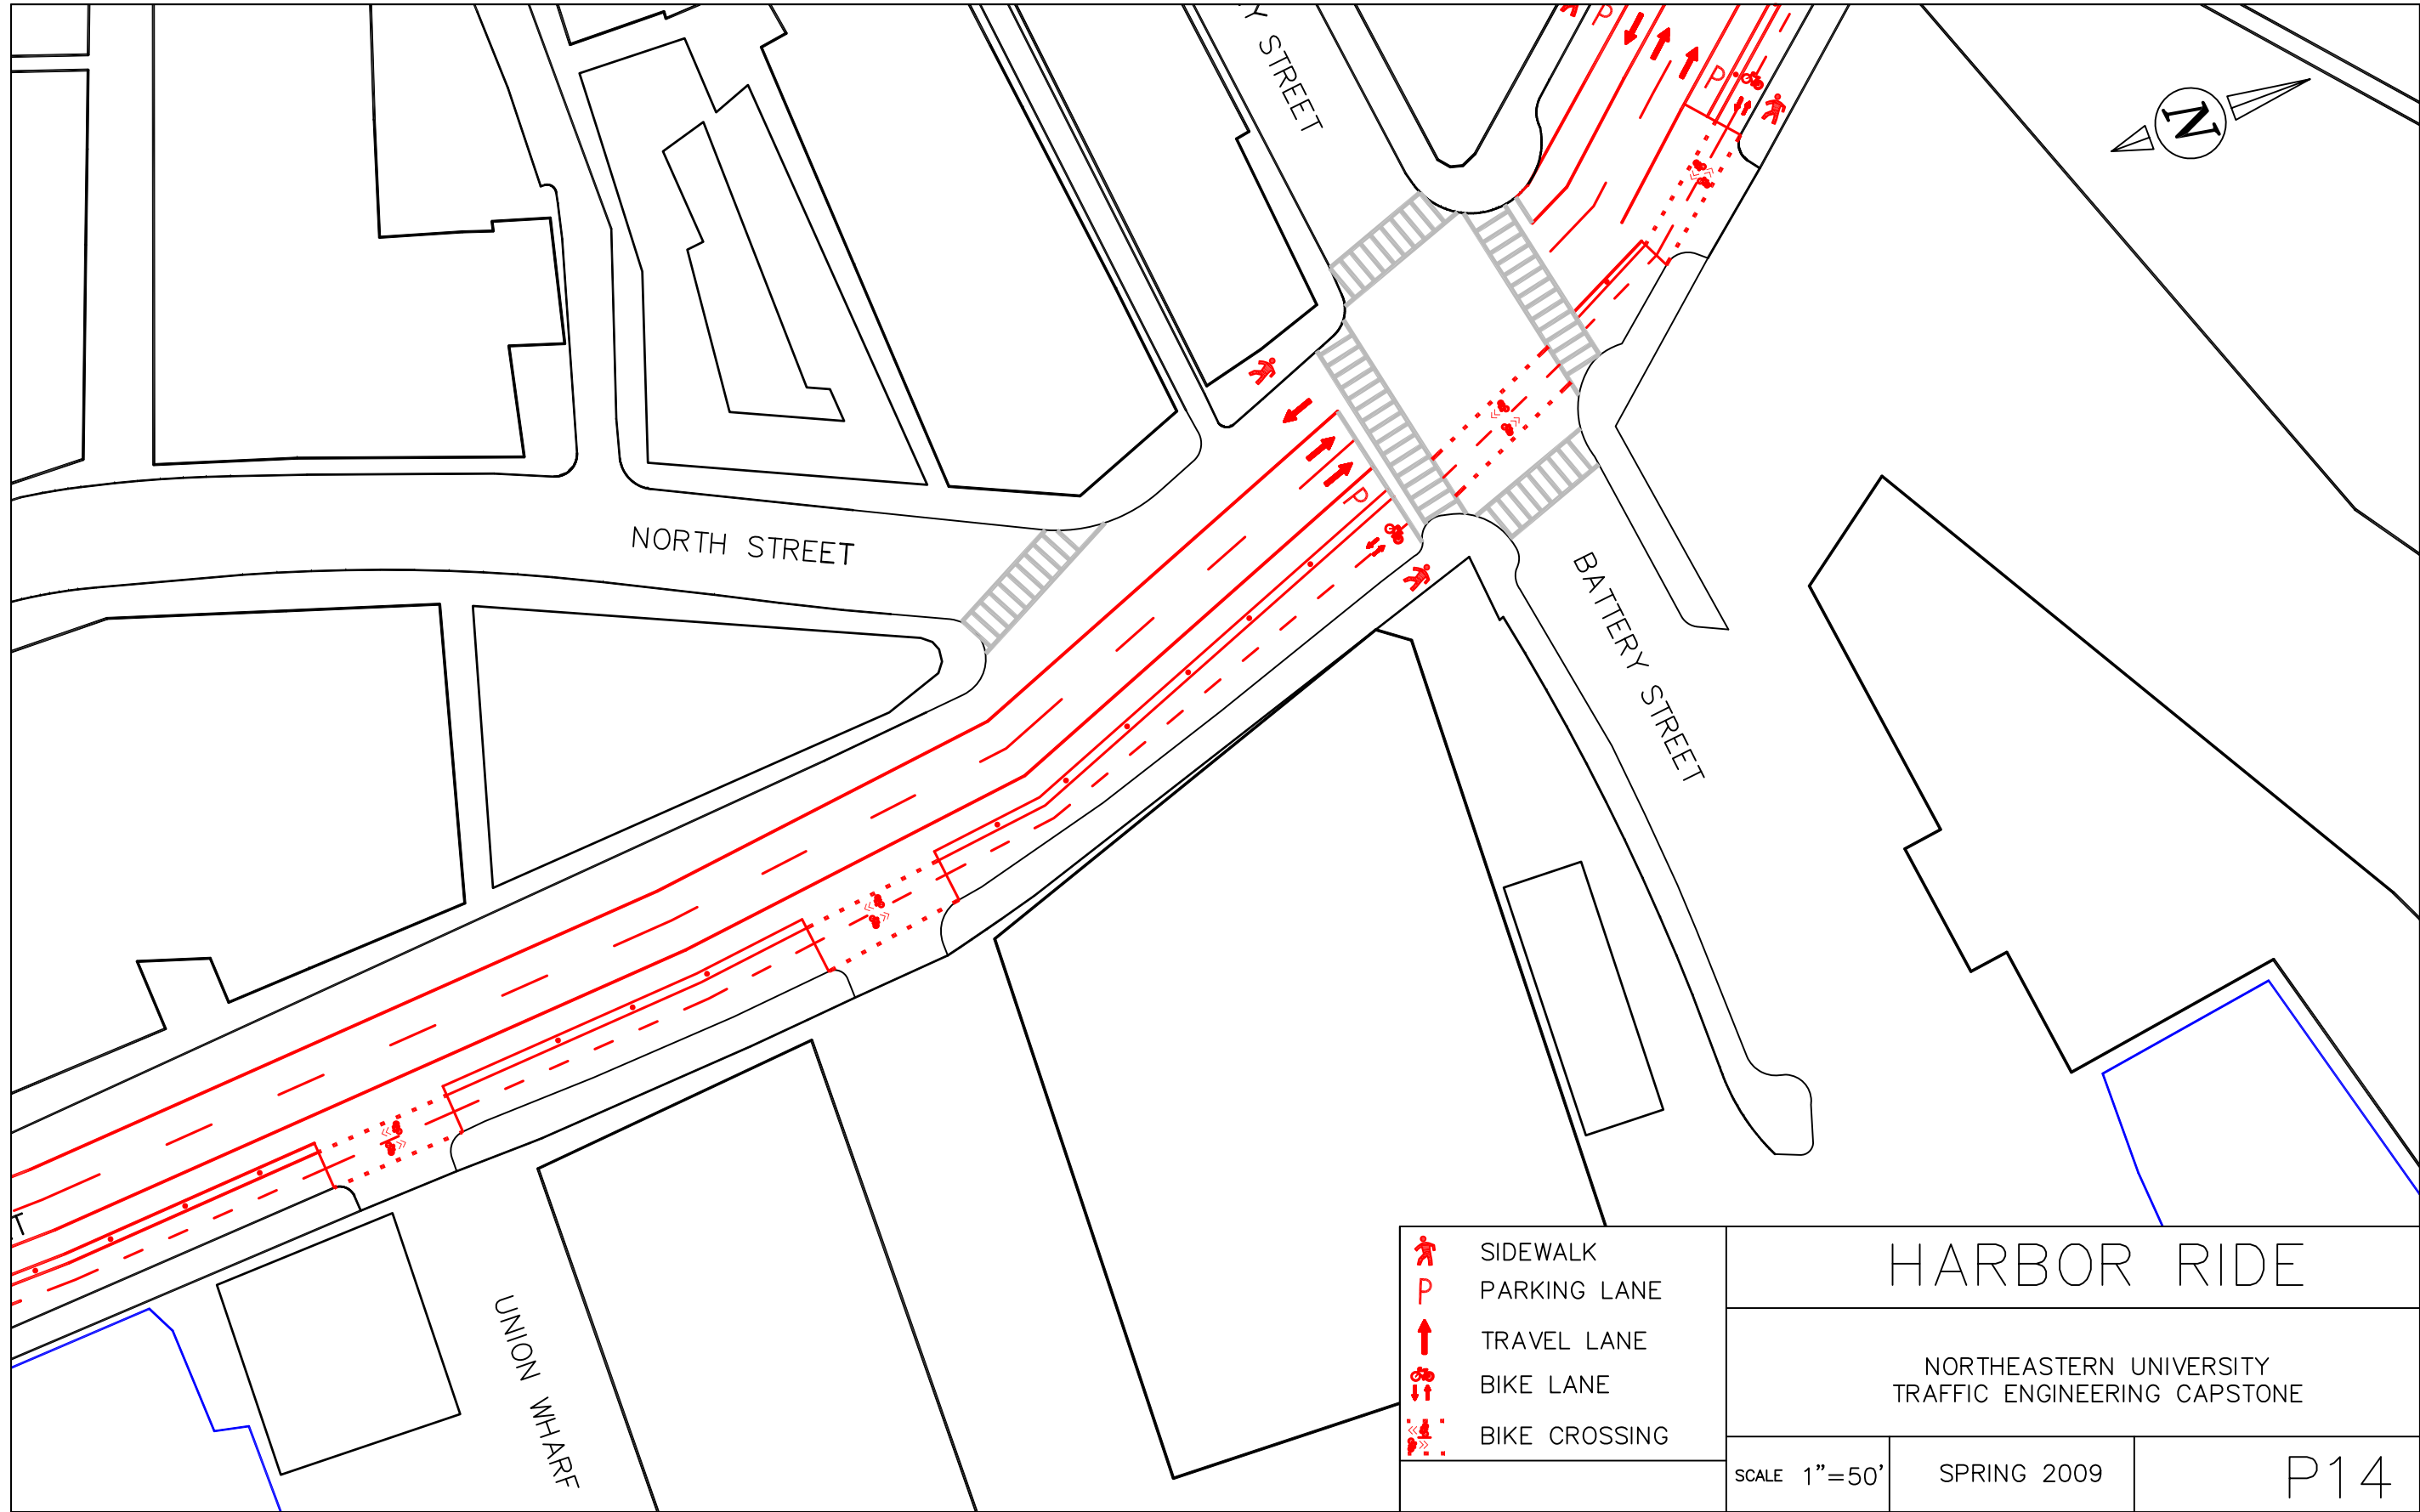 Y STREET
P
P
N
NORTH STREET
P
BATTERY STREET
T
UNION WHARF
SIDEWALK
P PARKING LANE
TRAVEL LANE
BIKE LANE
BIKE CROSSING
HARBOR RIDE
NORTHEASTERN UNIVERSITY
TRAFFIC ENGINEERING CAPSTONE
SCALE 1"=50'
SPRING 2009
P14